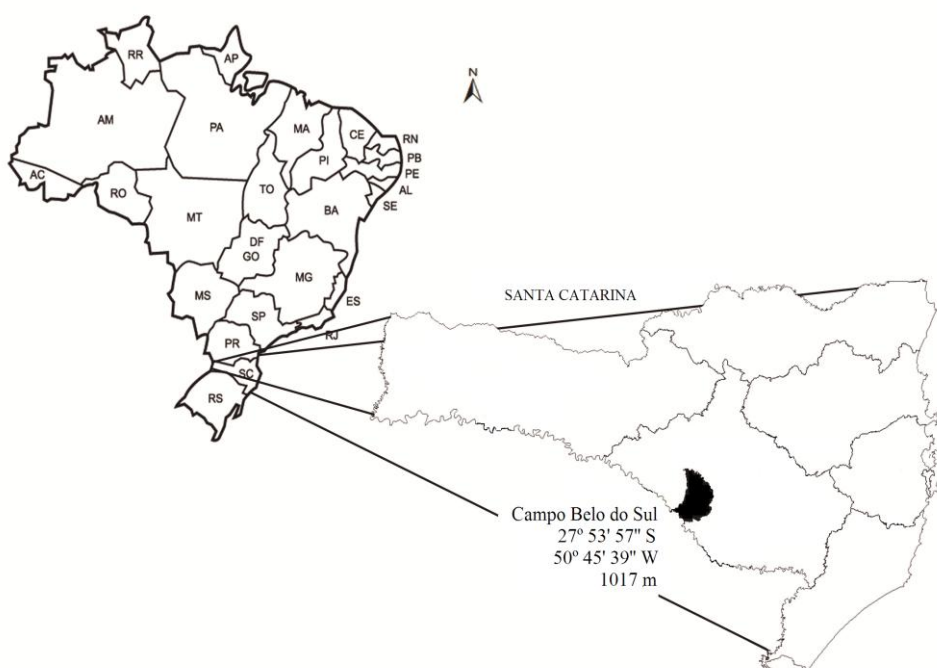 N
RR
AP
AM
PA
MA
CE
RN
PB
PE
AL
SE
PI
AC
RO
TO
BA
MT
DF
GO
MG
MS
ES
SP
RJ
PR
SC
RS
SANTA CATARINA
Campo Belo do Sul
27º 53' 57" S
50º 45' 39" W
1017 m